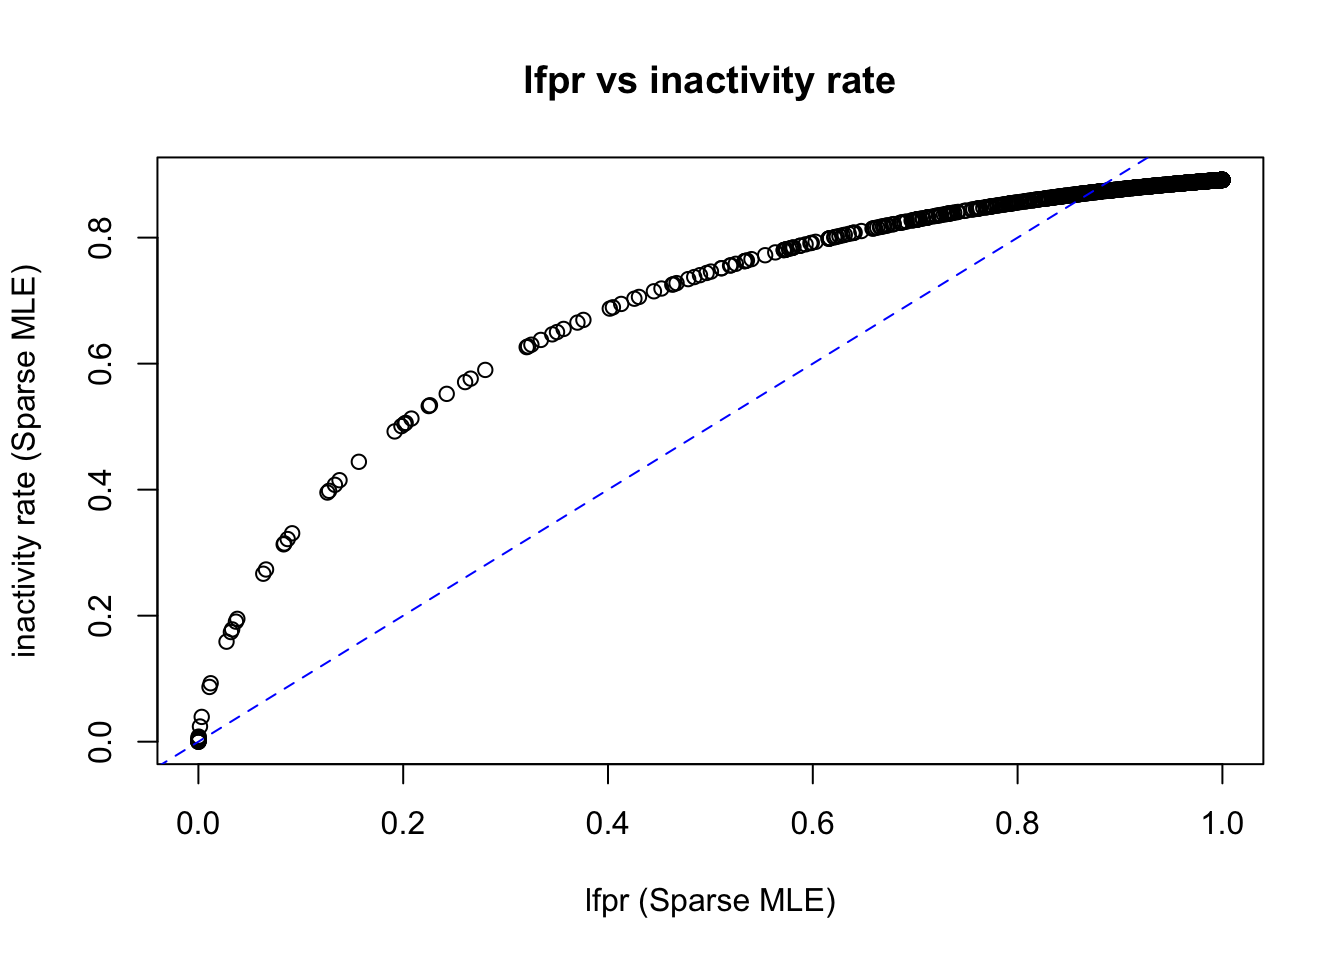 lfpr vs inactivity rate
inactivity rate (Sparse MLE)
0.8
0.6
0.4
0.2
0.0
0.0 0.2 0.4 0.6 0.8 1.0
lfpr (Sparse MLE)